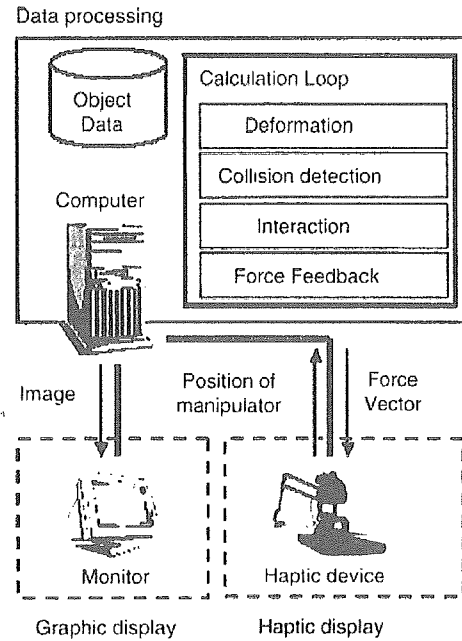 Data processing
Object
Data
Calculation Loop
Deformation
Collision detection
Interaction
Force Feedback
Computer
Image
Position of
manipulator
Force
Vector
Monitor
Haptic device
Graphic display
Haptic display